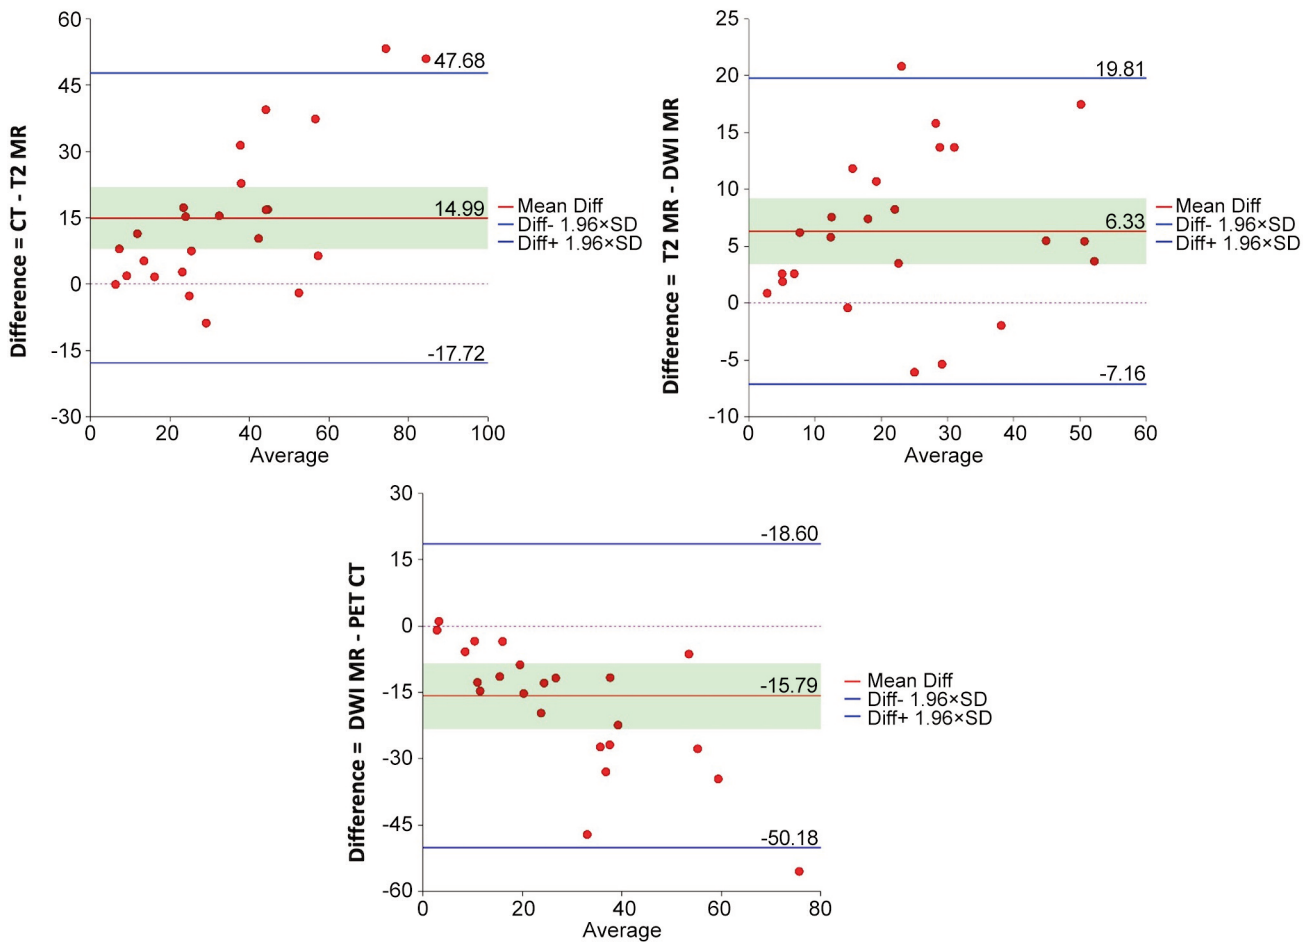 Difference = CT - T2 MR
60
45
30
15
0
-15
-30
47.68
14.99
-17.72
0 20 40 60 80 100
Average
Mean Diff
Diff- 1.96×SD
Diff+ 1.96×SD
Difference = T2 MR - DWI MR
25
20
15
10
5
0
-5
-10
19.81
6.33
-7.16
0 10 20 30 40 50 60
Average
Mean Diff
Diff- 1.96×SD
Diff+ 1.96×SD
Difference = DWI MR - PET CT
30
15
0
-15
-30
-45
-60
-18.60
-15.79
-50.18
0 20 40 60 80
Average
Mean Diff
Diff- 1.96×SD
Diff+ 1.96×SD